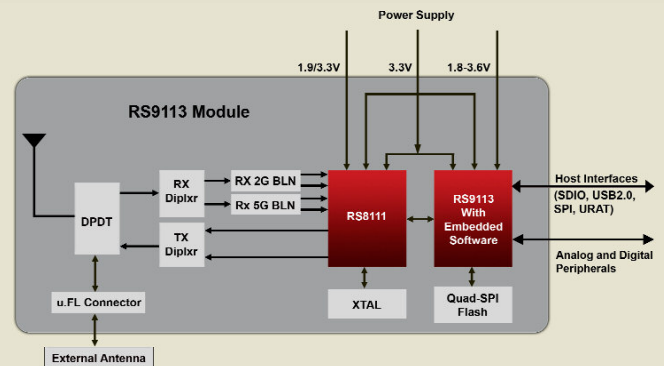 Power Supply
1.9/3.3V
3.3V
1.8-3.6V
RS9113 Module
RX
Diplxr
RX 2G BLN
Rx 5G BLN
DPDT
TX
Diplxr
RS8111
RS9113
With
Embedded
Software
Host Interfaces
(SDIO, USB2.0,
SPI, URAT)
Analog and Digital
Peripherals
u.FL Connector
XTAL
Quad-SPI
Flash
External Antenna